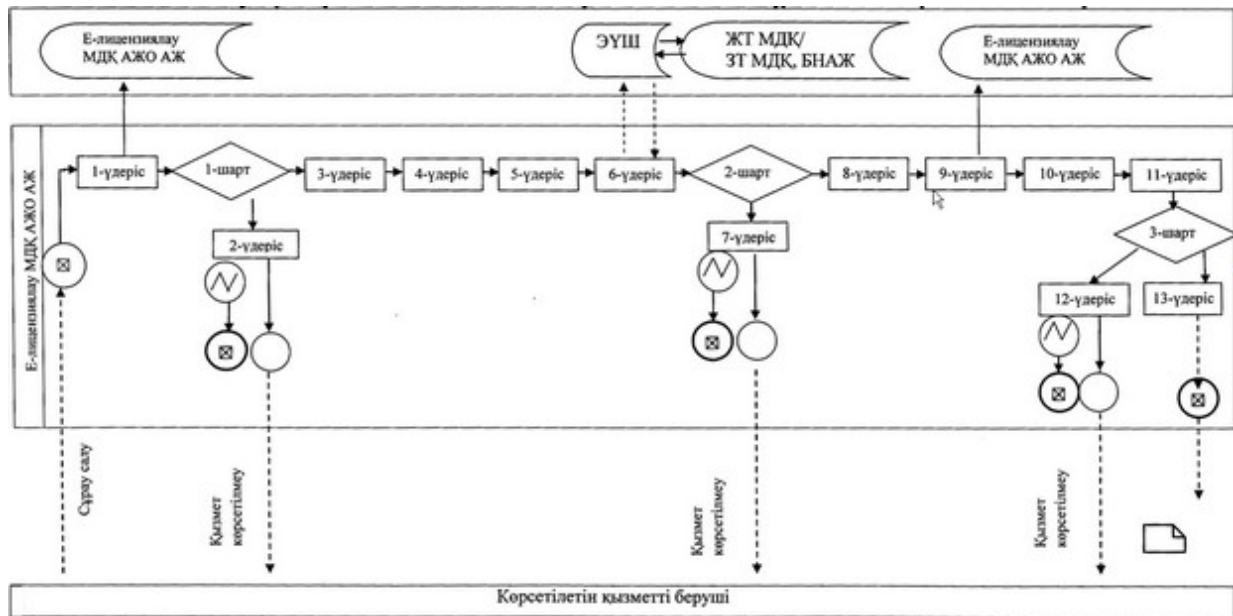 Е-лицензиялау
МДҚ АЖО АЖ
ЭҮШ
ЖТ МДҚ/
ЗТ МДҚ, БНАЖ
Е-лицензиялау
МДҚ АЖО АЖ
Е-лицензиялау МДҚ АЖО АЖ
1-үдеріс
1-шарт
3-үдеріс
4-үдеріс
5-үдеріс
6-үдеріс
2-шарт
8-үдеріс
9-үдеріс
10-үдеріс
11-үдеріс
2-үдеріс
7-үдеріс
3-шарт
12-үдеріс
13-үдеріс
Сұрау салу
Қызмет
көрсетілмеу
Қызмет
көрсетілмеу
Қызмет
көрсетілмеу
Көрсетілетін қызметті беруші